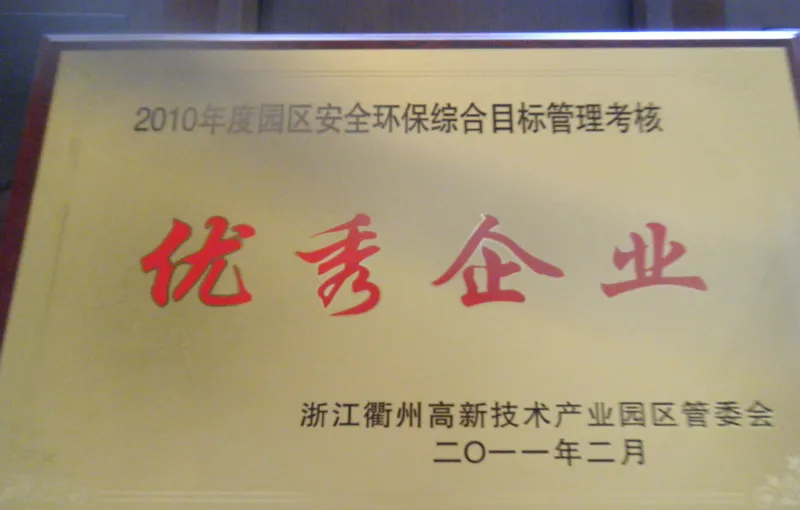 2010年度园区安全环保综合目标管理考核
优秀企业
浙江衢州高新技术产业园区管委会
二〇一一年二月